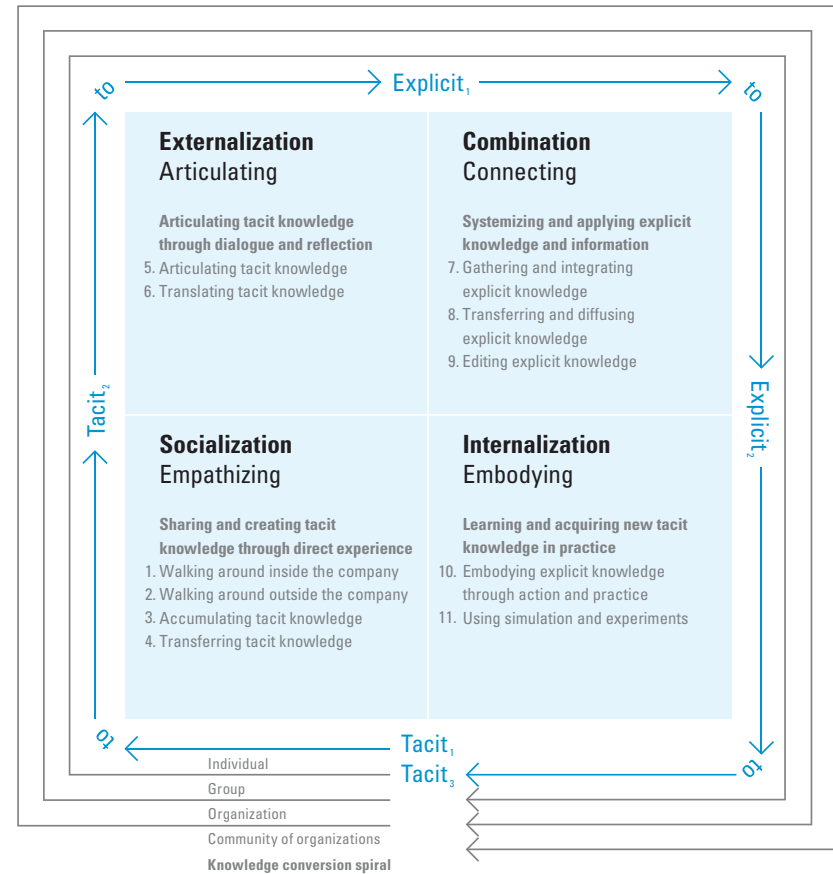 to
Explicit₁
to
Externalization
Articulating
Articulating tacit knowledge
through dialogue and reflection
5. Articulating tacit knowledge
6. Translating tacit knowledge
Combination
Connecting
Systemizing and applying explicit
knowledge and information
7. Gathering and integrating
explicit knowledge
8. Transferring and diffusing
explicit knowledge
9. Editing explicit knowledge
Tacit₂
Explicit₂
Socialization
Empathizing
Sharing and creating tacit
knowledge through direct experience
1. Walking around inside the company
2. Walking around outside the company
3. Accumulating tacit knowledge
4. Transferring tacit knowledge
Internalization
Embodying
Learning and acquiring new tacit
knowledge in practice
10. Embodying explicit knowledge
through action and practice
11. Using simulation and experiments
to
Tacit₁
Tacit₃
to
Individual
Group
Organization
Community of organizations
Knowledge conversion spiral